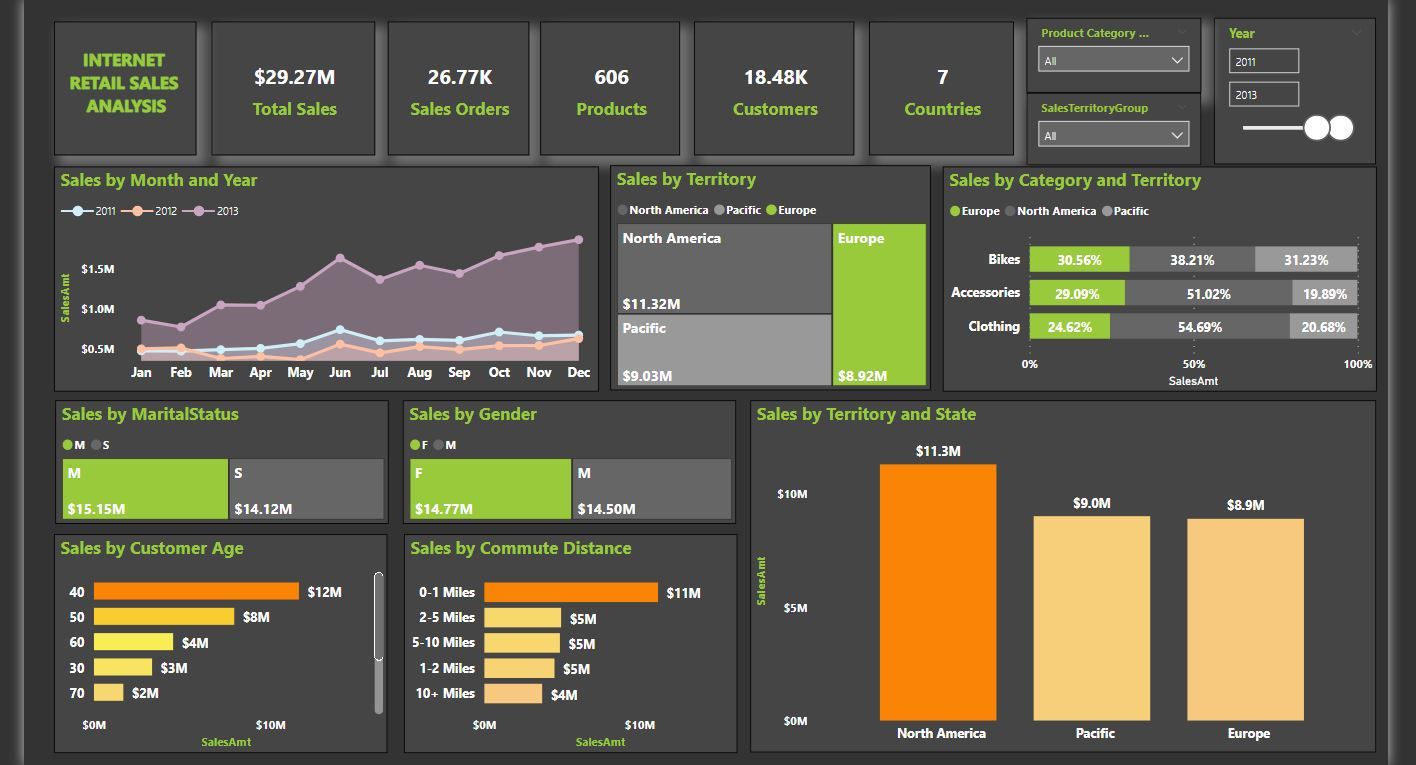 INTERNET
RETAIL SALES
ANALYSIS
$29.27M
Total Sales
26.77K
Sales Orders
606
Products
18.48K
Customers
7
Countries
Product Category ...
All
SalesTerritoryGroup
All
Year
2011
2013
Sales by Month and Year
2011 2012 2013
SalesAmt
$1.5M
$1.0M
$0.5M
Jan Feb Mar Apr May Jun Jul Aug Sep Oct Nov Dec
Sales by Territory
North America Pacific Europe
North America
$11.32M
Pacific
$9.03M
Europe
$8.92M
Sales by Category and Territory
Europe North America Pacific
Bikes 30.56% 38.21% 31.23%
Accessories 29.09% 51.02% 19.89%
Clothing 24.62% 54.69% 20.68%
0% 50% 100%
SalesAmt
Sales by MaritalStatus
M S
M
$15.15M
S
$14.12M
Sales by Gender
F M
F
$14.77M
M
$14.50M
Sales by Customer Age
40 $12M
50 $8M
60 $4M
30 $3M
70 $2M
$0M $10M
SalesAmt
Sales by Commute Distance
0-1 Miles $11M
2-5 Miles $5M
5-10 Miles $5M
1-2 Miles $5M
10+ Miles $4M
$0M $10M
SalesAmt
Sales by Territory and State
SalesAmt
$10M
$5M
$0M
$11.3M
$9.0M
$8.9M
North America Pacific Europe